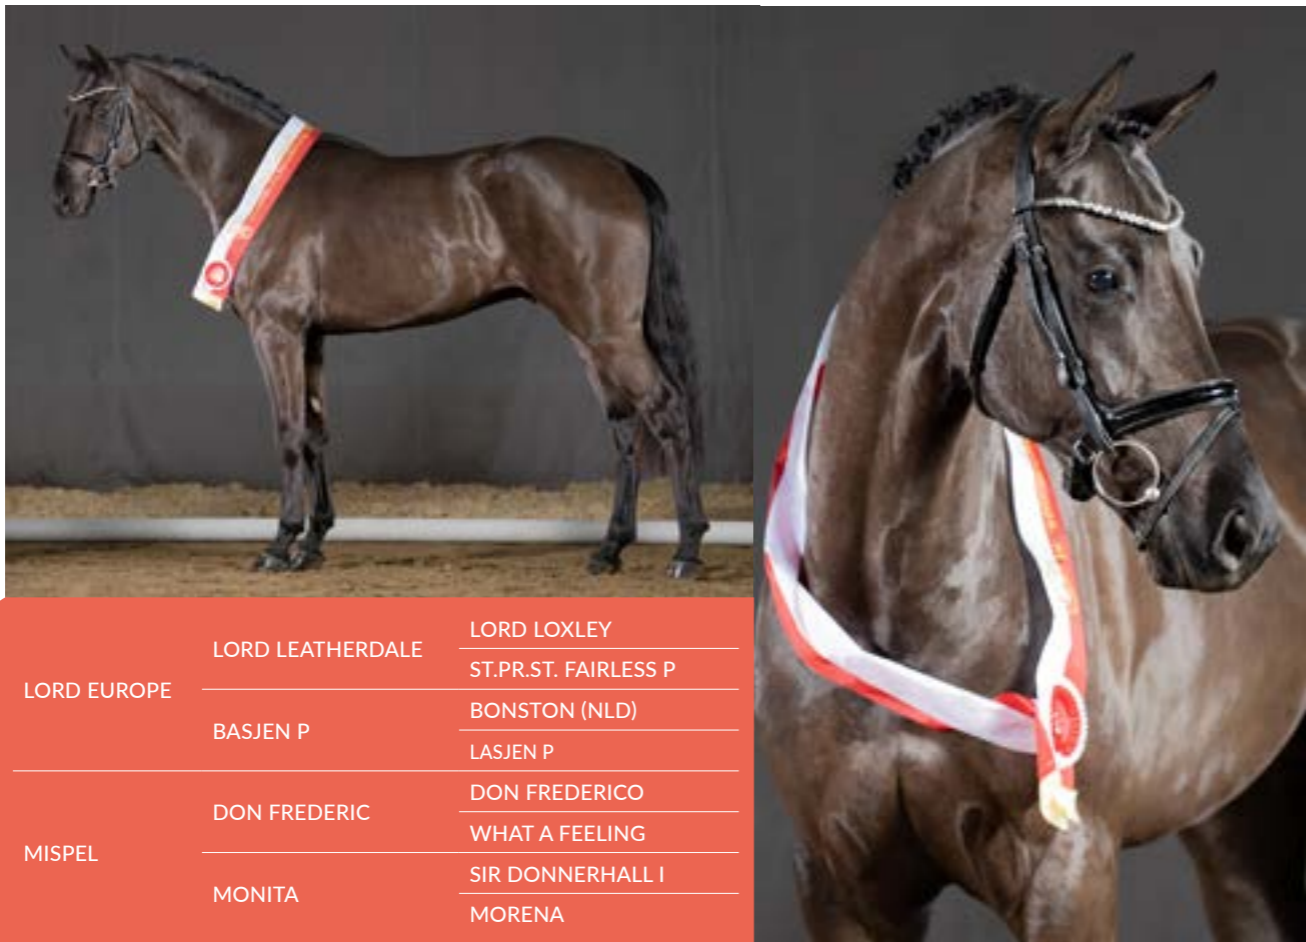 LORD EUROPE
LORD LEATHERDALE
LORD LOXLEY
ST.PR.ST. FAIRLESS P
BASJEN P
BONSTON (NLD)
LASJEN P
MISPEL
DON FREDERIC
DON FREDERICO
WHAT A FEELING
MONITA
SIR DONNERHALL I
MORENA